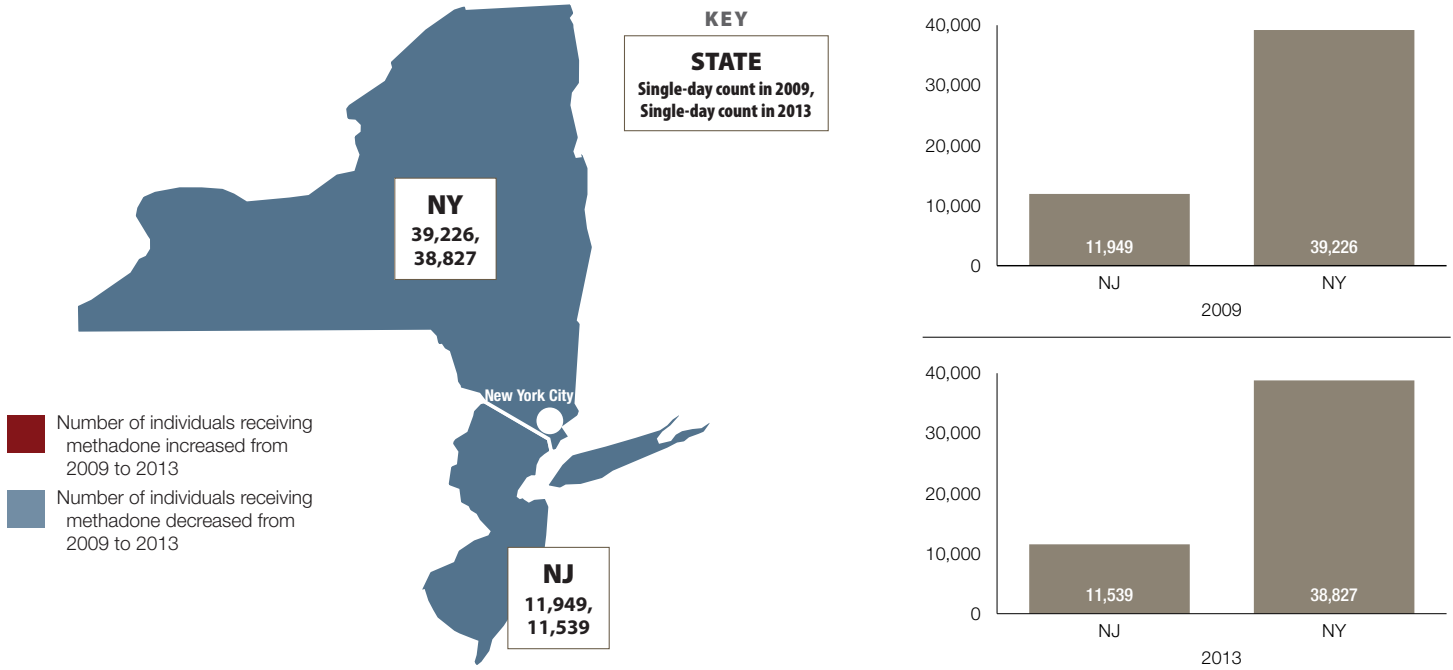 KEY
STATE
Single-day count in 2009,
Single-day count in 2013
NY
39,226,
38,827
New York City
Number of individuals receiving
methadone increased from
2009 to 2013
Number of individuals receiving
methadone decreased from
2009 to 2013
NJ
11,949,
11,539
40,000
30,000
20,000
10,000
0
11,949
39,226
NJ
NY
2009
40,000
30,000
20,000
10,000
0
11,539
38,827
NJ
NY
2013